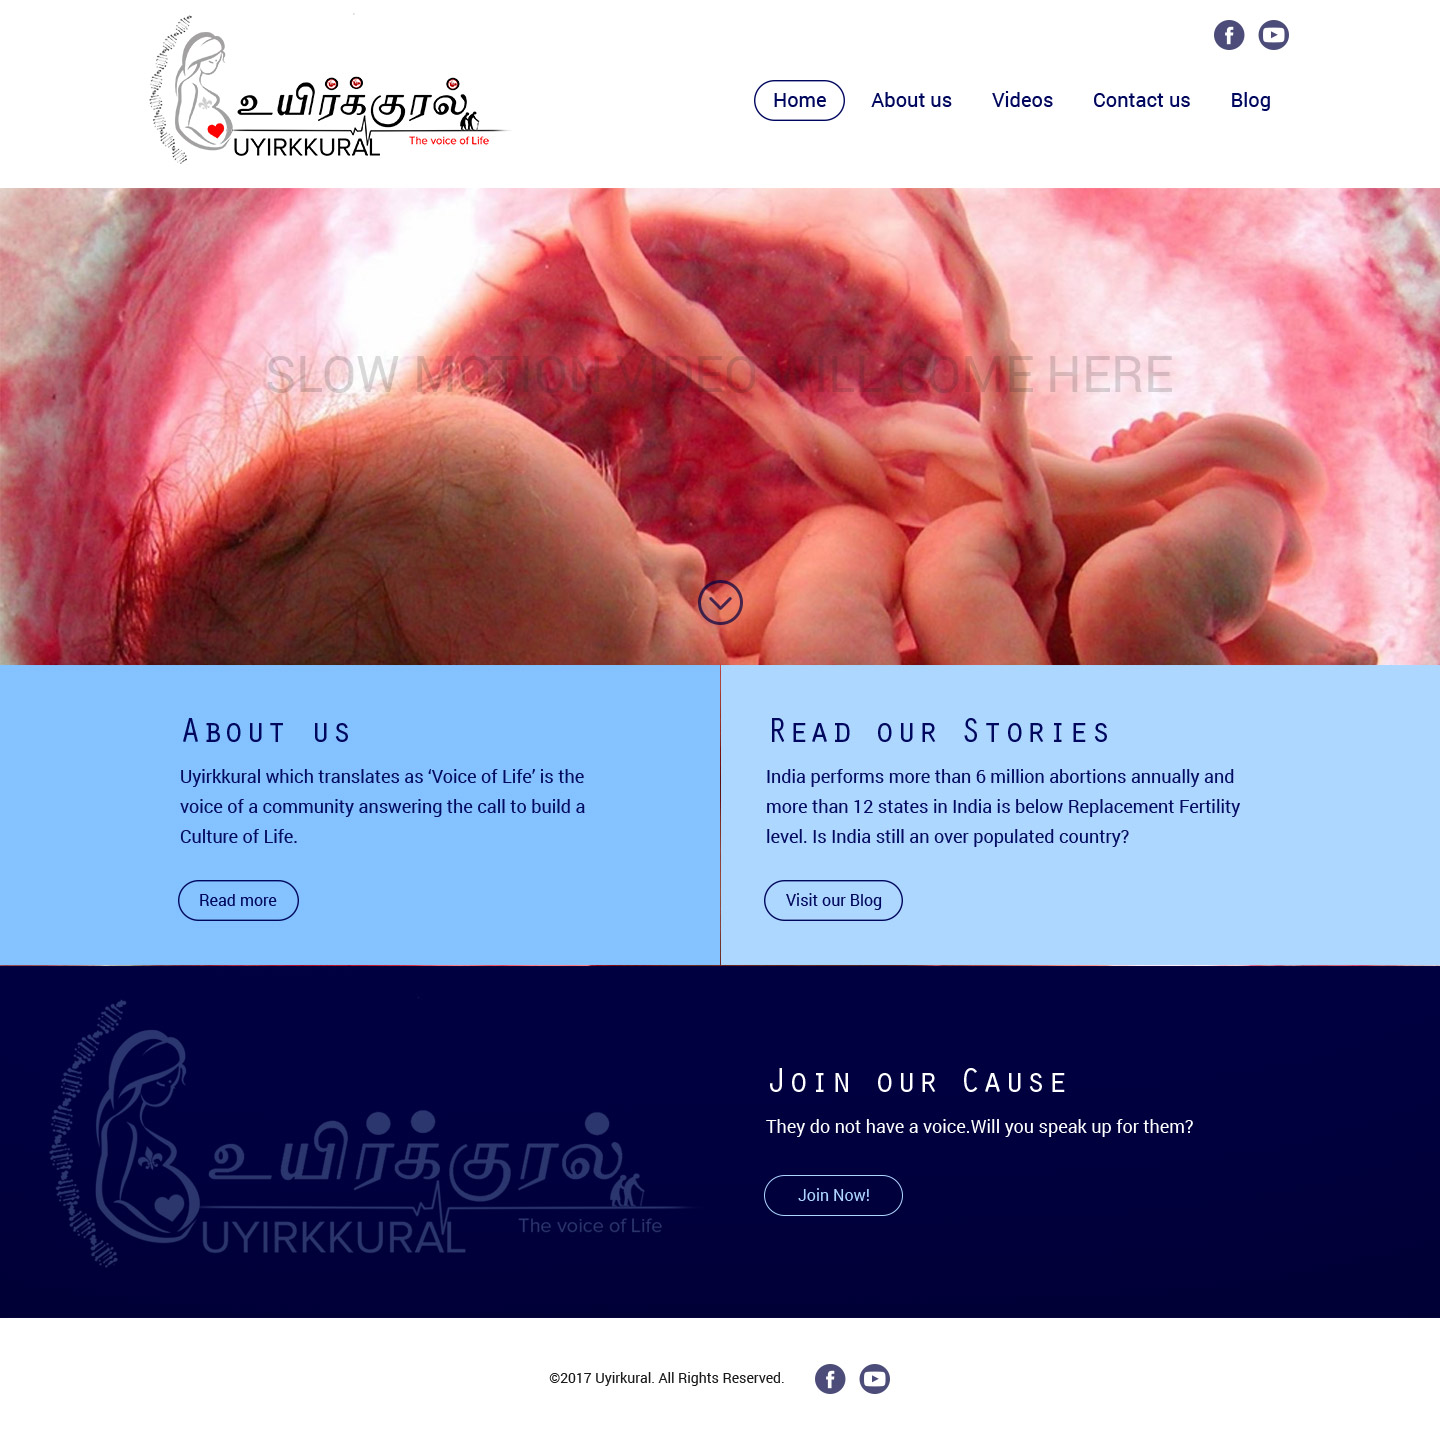 உயிர்க்குரல்
UYIRKKURAL
The voice of Life
Home About us Videos Contact us Blog
SLOW MOTION VIDEO WILL COME HERE
About us
Uyirkkural which translates as ‘Voice of Life’ is the
voice of a community answering the call to build a
Culture of Life.
Read more
Read our Stories
India performs more than 6 million abortions annually and
more than 12 states in India is below Replacement Fertility
level. Is India still an over populated country?
Visit our Blog
உயிர்க்குரல்
UYIRKKURAL
The voice of Life
Join our Cause
They do not have a voice.Will you speak up for them?
Join Now!
©2017 Uyirkural. All Rights Reserved.